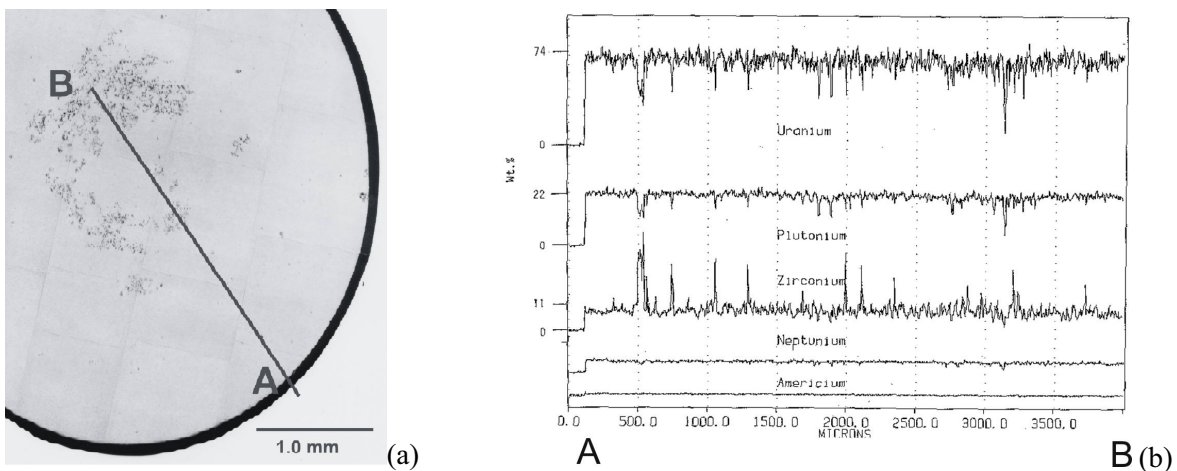 B
A
1.0 mm
(a)
74
0
Uranium
Wt.%
22
0
Plutonium
Zirconium
11
0
Neptunium
Americium
0.0 500.0 1000.0 1500.0 2000.0 2500.0 3000.0 3500.0
MICRONS
A
B (b)